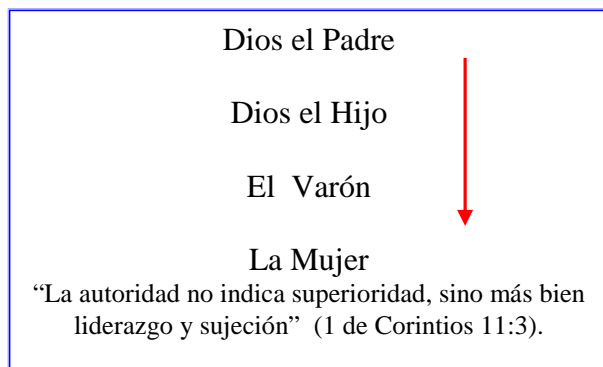 Dios el Padre
Dios el Hijo
El Varón
La Mujer
“La autoridad no indica superioridad, sino más bien
liderazgo y sujeción” (1 de Corintios 11:3).